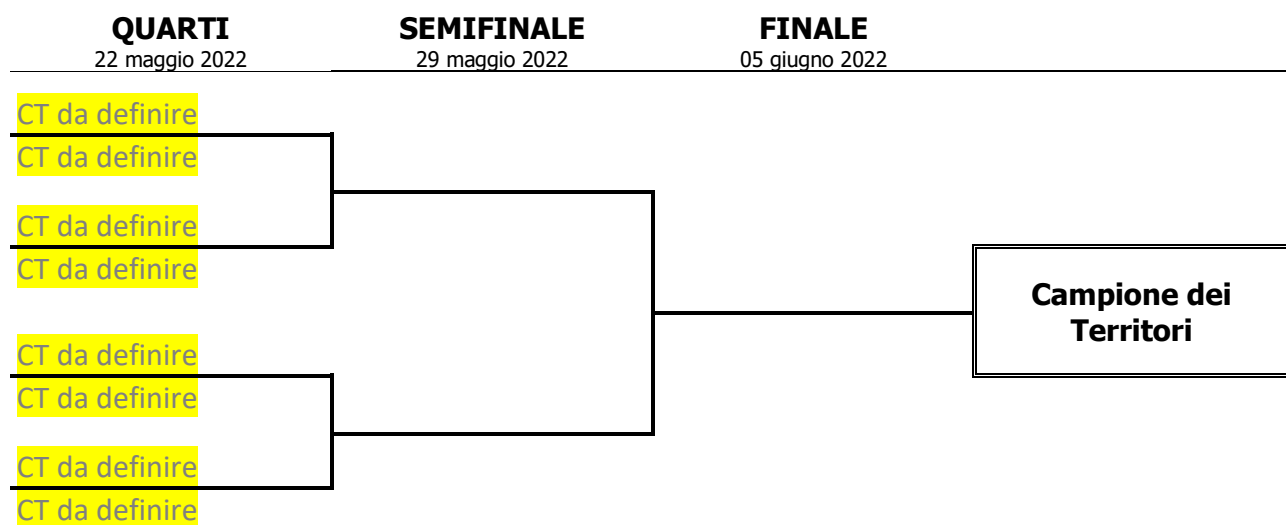 QUARTI SEMIFINALE FINALE
22 maggio 2022 29 maggio 2022 05 giugno 2022
CT da definire
CT da definire
CT da definire
CT da definire
Campione dei
Territori
CT da definire
CT da definire
CT da definire
CT da definire